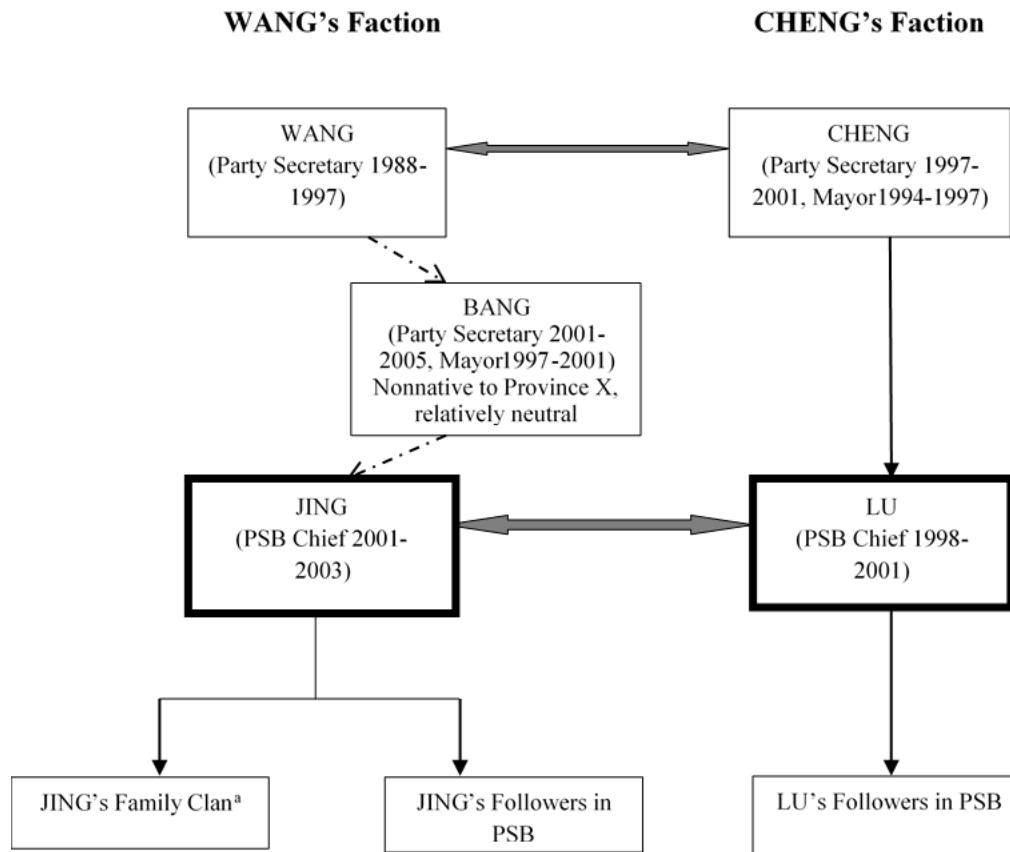 WANG's Faction
CHENG's Faction
WANG
(Party Secretary 1988-
1997)
CHENG
(Party Secretary 1997-
2001, Mayor1994-1997)
BANG
(Party Secretary 2001-
2005, Mayor1997-2001)
Nonnative to Province X,
relatively neutral
JING
(PSB Chief 2001-
2003)
LU
(PSB Chief 1998-
2001)
JING's Family Clanᵃ
JING's Followers in
PSB
LU's Followers in PSB